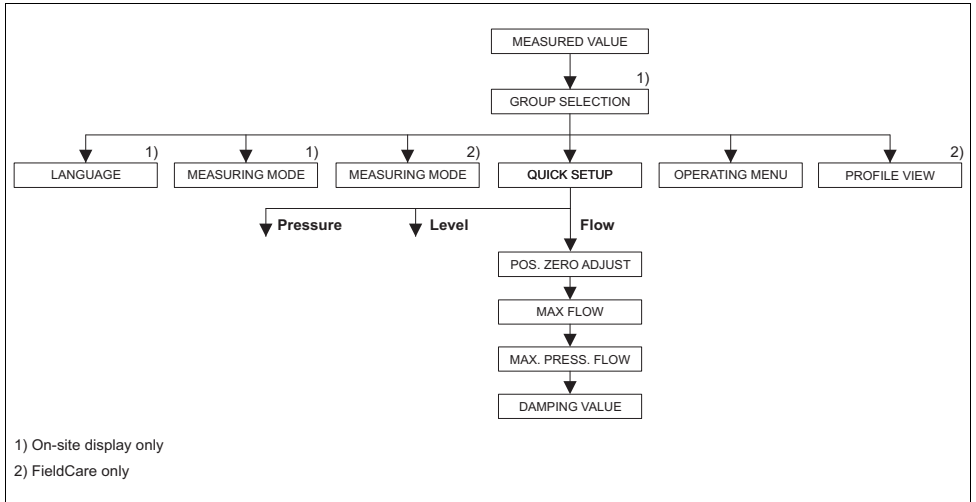 MEASURED VALUE
1)
GROUP SELECTION
1)
LANGUAGE
1)
MEASURING MODE
2)
MEASURING MODE
QUICK SETUP
OPERATING MENU
2)
PROFILE VIEW
Pressure
Level
Flow
POS. ZERO ADJUST
MAX FLOW
MAX. PRESS. FLOW
DAMPING VALUE
1) On-site display only
2) FieldCare only